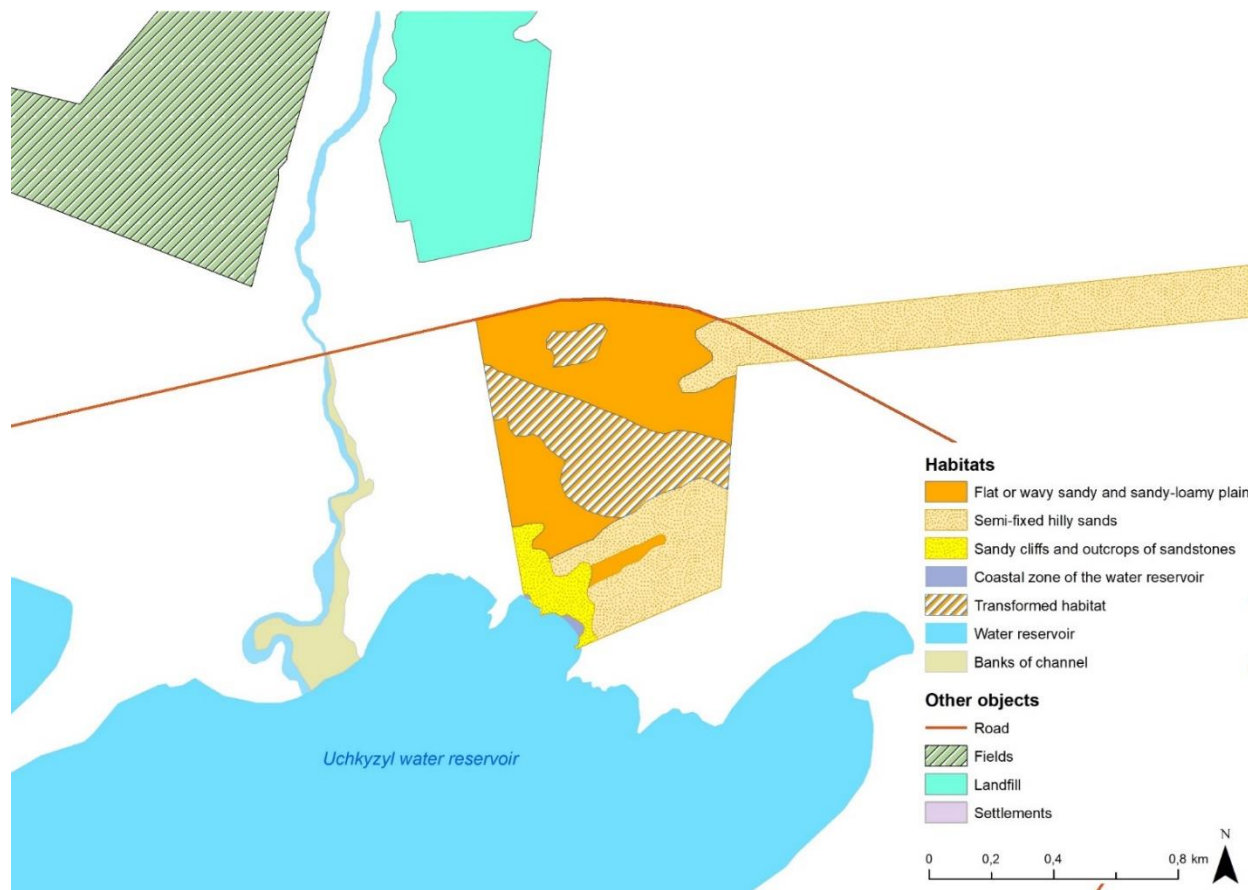 Habitats
Flat or wavy sandy and sandy-loamy plain
Semi-fixed hilly sands
Sandy cliffs and outcrops of sandstones
Coastal zone of the water reservoir
Transformed habitat
Water reservoir
Banks of channel
Other objects
Road
Fields
Landfill
Settlements
Uchkyzyl water reservoir
N
0 0,2 0,4 0,8 km